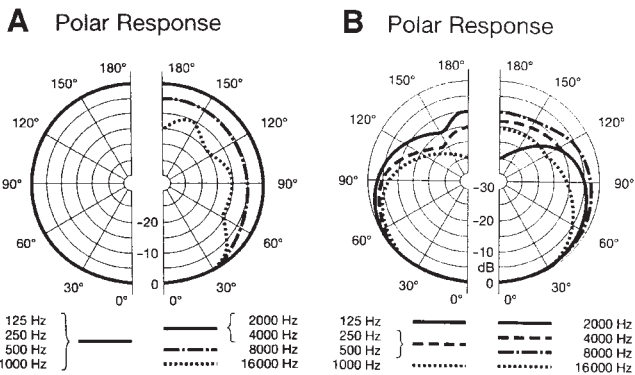 A Polar Response
180° 180°
150° 150°
120° 120°
90° 90°
60° 60°
30° 30°
0° 0°
-20
-10
0
125 Hz
250 Hz
500 Hz
1000 Hz
2000 Hz
4000 Hz
8000 Hz
16000 Hz
B Polar Response
180° 180°
150° 150°
120° 120°
90° 90°
60° 60°
30° 30°
0° 0°
-30
-20
-10
dB
0
125 Hz
250 Hz
500 Hz
1000 Hz
2000 Hz
4000 Hz
8000 Hz
16000 Hz